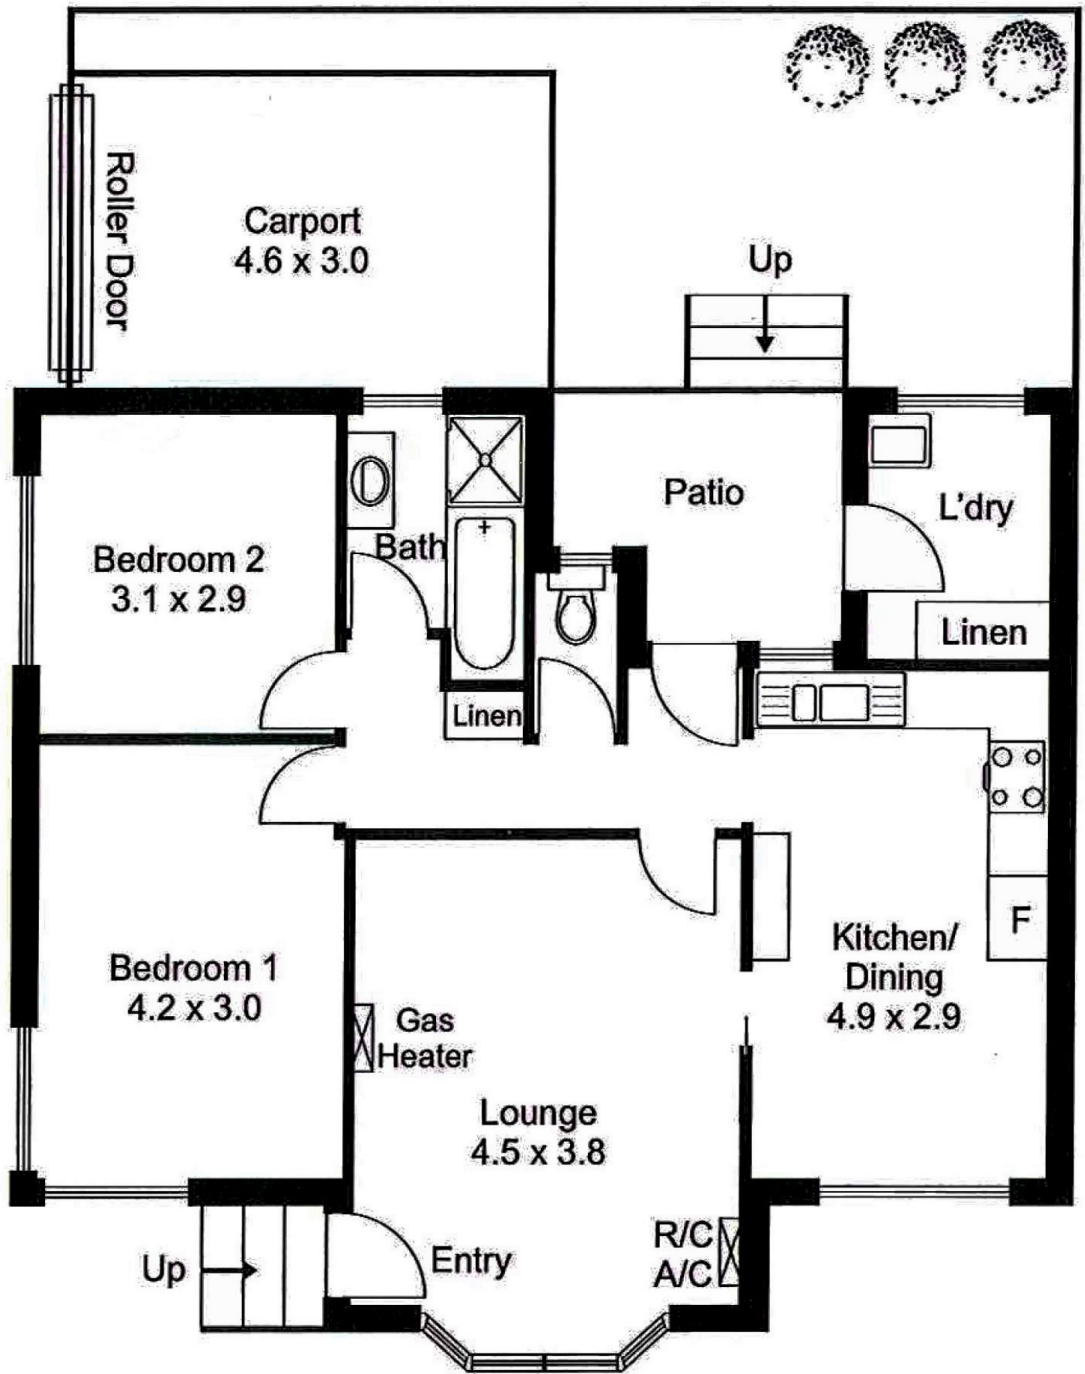 Roller Door
Carport
4.6 x 3.0
Up
Patio
L'dry
Bath
Bedroom 2
3.1 x 2.9
Linen
Linen
F
Kitchen/
Dining
4.9 x 2.9
Bedroom 1
4.2 x 3.0
Gas
Heater
Lounge
4.5 x 3.8
R/C
A/C
Entry
Up